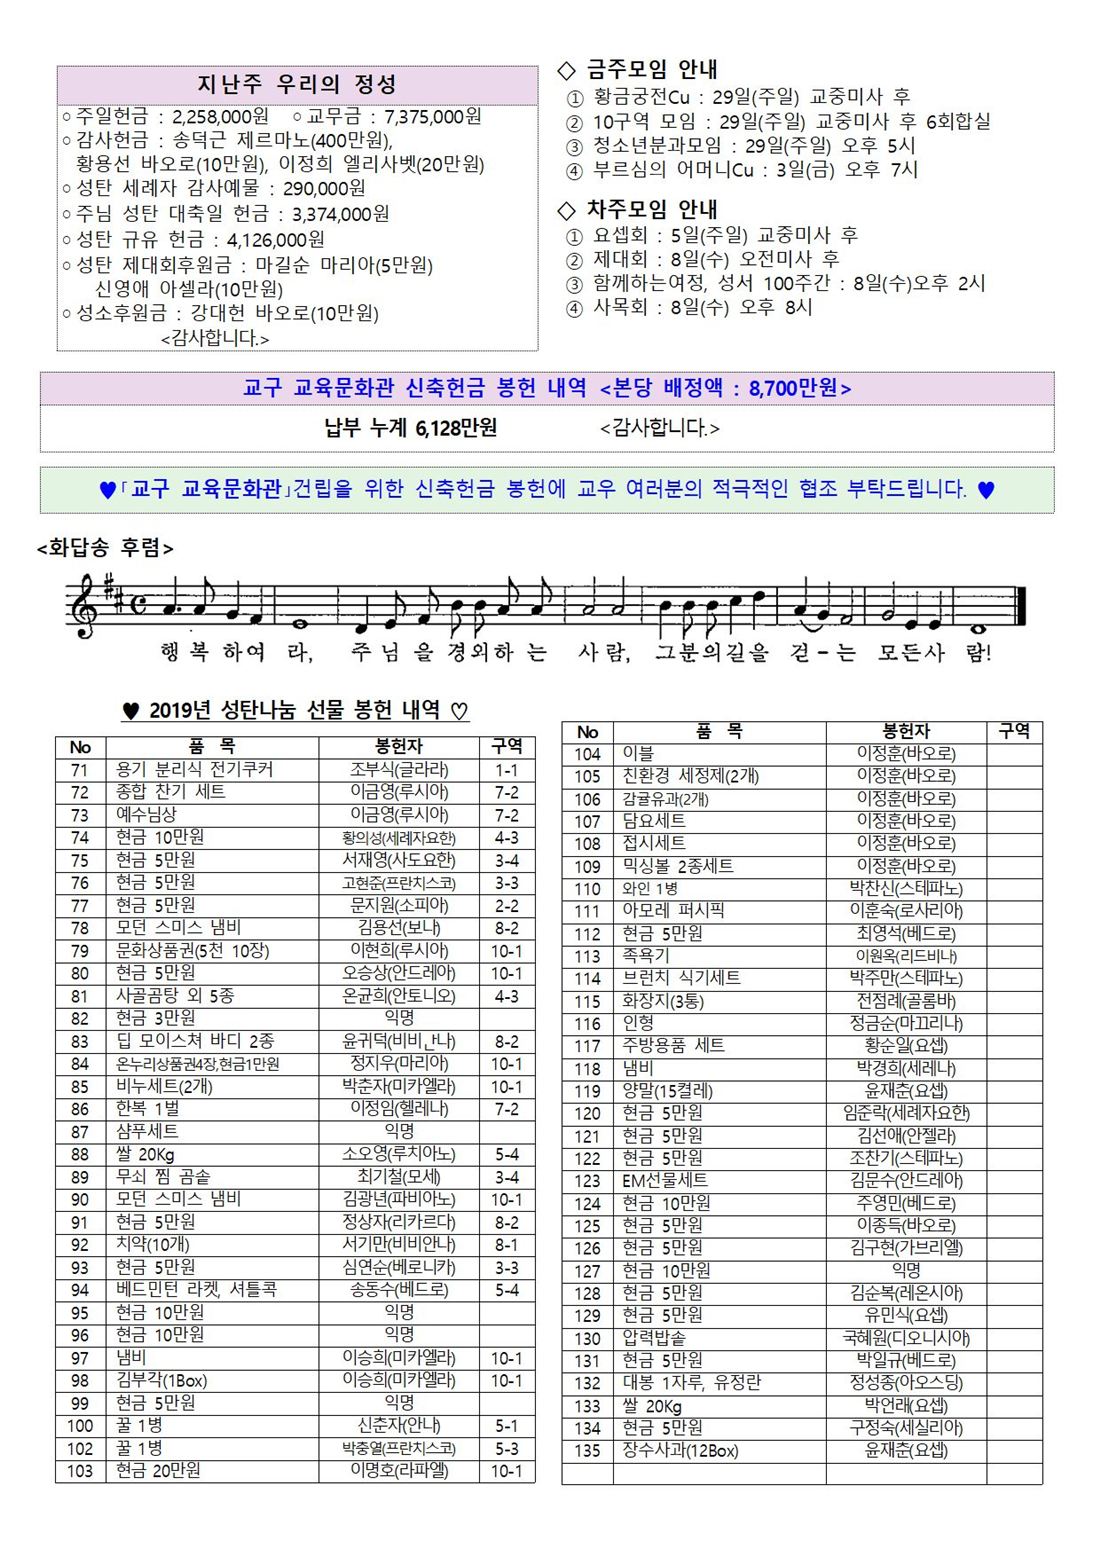 지난주 우리의 정성
○ 주일헌금 : 2,258,000원 ○ 교무금 : 7,375,000원
○ 감사헌금 : 송덕근 제르마노(400만원),
황용선 바오로(10만원), 이정희 엘리사벳(20만원)
○ 성탄 세례자 감사예물 : 290,000원
○ 주님 성탄 대축일 헌금 : 3,374,000원
○ 성탄 규유 헌금 : 4,126,000원
○ 성탄 제대회후원금 : 마길순 마리아(5만원)
신영애 아셀라(10만원)
○ 성소후원금 : 강대헌 바오로(10만원)
<감사합니다.>
◇ 금주모임 안내
① 황금궁전Cu : 29일(주일) 교중미사 후
② 10구역 모임 : 29일(주일) 교중미사 후 6회합실
③ 청소년분과모임 : 29일(주일) 오후 5시
④ 부르심의 어머니Cu : 3일(금) 오후 7시
◇ 차주모임 안내
① 요셉회 : 5일(주일) 교중미사 후
② 제대회 : 8일(수) 오전미사 후
③ 함께하는여정, 성서 100주간 : 8일(수)오후 2시
④ 사목회 : 8일(수) 오후 8시
교구 교육문화관 신축헌금 봉헌 내역 <본당 배정액 : 8,700만원>
납부 누계 6,128만원 <감사합니다.>
♥「교구 교육문화관」건립을 위한 신축헌금 봉헌에 교우 여러분의 적극적인 협조 부탁드립니다. ♥
<화답송 후렴>
행 복 하여 라, 주 님 을 경외하 는 사 람, 그분의길을 걷 - 는 모든사 람!
♥ 2019년 성탄나눔 선물 봉헌 내역 ♡
No 품 목 봉헌자 구역
71 용기 분리식 전기쿠커 조부식(글라라) 1-1
72 종합 찬기 세트 이금영(루시아) 7-2
73 예수님상 이금영(루시아) 7-2
74 현금 10만원 황의성(세례자요한) 4-3
75 현금 5만원 서재영(사도요한) 3-4
76 현금 5만원 고현준(프란치스코) 3-3
77 현금 5만원 문지원(소피아) 2-2
78 모던 스미스 냄비 김용선(보나) 8-2
79 문화상품권(5천 10장) 이현희(루시아) 10-1
80 현금 5만원 오승상(안드레아) 10-1
81 사골곰탕 외 5종 온균희(안토니오) 4-3
82 현금 3만원 익명
83 딥 모이스쳐 바디 2종 윤귀덕(비비ᅟᅡᆫ나) 8-2
84 온누리상품권4장,현금1만원 정지우(마리아) 10-1
85 비누세트(2개) 박춘자(미카엘라) 10-1
86 한복 1벌 이정임(헬레나) 7-2
87 샴푸세트 익명
88 쌀 20Kg 소오영(루치아노) 5-4
89 무쇠 찜 곰솥 최기철(모세) 3-4
90 모던 스미스 냄비 김광년(파비아노) 10-1
91 현금 5만원 정상자(리카르다) 8-2
92 치약(10개) 서기만(비비안나) 8-1
93 현금 5만원 심연순(베로니카) 3-3
94 베드민턴 라켓, 셔틀콕 송동수(베드로) 5-4
95 현금 10만원 익명
96 현금 10만원 익명
97 냄비 이승희(미카엘라) 10-1
98 김부각(1Box) 이승희(미카엘라) 10-1
99 현금 5만원 익명
100 꿀 1병 신춘자(안나) 5-1
102 꿀 1병 박충열(프란치스코) 5-3
103 현금 20만원 이명호(라파엘) 10-1
No 품 목 봉헌자 구역
104 이불 이정훈(바오로)
105 친환경 세정제(2개) 이정훈(바오로)
106 감귤유과(2개) 이정훈(바오로)
107 담요세트 이정훈(바오로)
108 접시세트 이정훈(바오로)
109 믹싱볼 2종세트 이정훈(바오로)
110 와인 1병 박찬신(스테파노)
111 아모레 퍼시픽 이훈숙(로사리아)
112 현금 5만원 최영석(베드로)
113 족욕기 이원옥(리드비나)
114 브런치 식기세트 박주만(스테파노)
115 화장지(3통) 전점례(골롬바)
116 인형 정금순(마끄리나)
117 주방용품 세트 황순일(요셉)
118 냄비 박경희(세레나)
119 양말(15켤레) 윤재춘(요셉)
120 현금 5만원 임준락(세례자요한)
121 현금 5만원 김선애(안젤라)
122 현금 5만원 조찬기(스테파노)
123 EM선물세트 김문수(안드레아)
124 현금 10만원 주영민(베드로)
125 현금 5만원 이종득(바오로)
126 현금 5만원 김구현(가브리엘)
127 현금 10만원 익명
128 현금 5만원 김순복(레온시아)
129 현금 5만원 유민식(요셉)
130 압력밥솥 국혜원(디오니시아)
131 현금 5만원 박일규(베드로)
132 대봉 1자루, 유정란 정성종(아오스딩)
133 쌀 20Kg 박언래(요셉)
134 현금 5만원 구정숙(세실리아)
135 장수사과(12Box) 윤재춘(요셉)